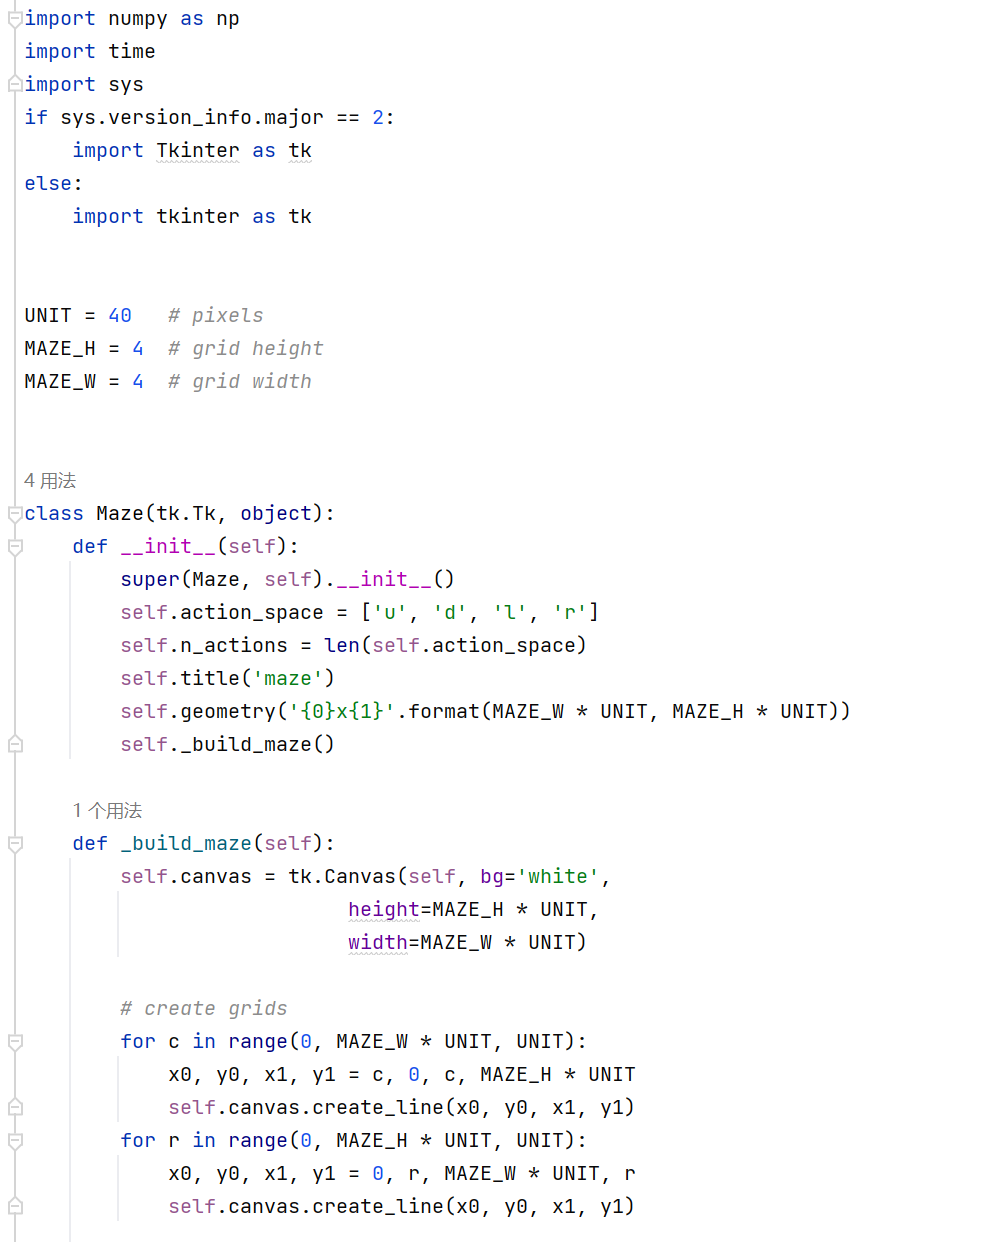 import numpy as np
import time
import sys
if sys.version_info.major == 2:
    import Tkinter as tk
else:
    import tkinter as tk
UNIT = 40   # pixels
MAZE_H = 4  # grid height
MAZE_W = 4  # grid width
4 用法
class Maze(tk.Tk, object):
    def __init__(self):
        super(Maze, self).__init__()
        self.action_space = ['u', 'd', 'l', 'r']
        self.n_actions = len(self.action_space)
        self.title('maze')
        self.geometry('{0}x{1}'.format(MAZE_W * UNIT, MAZE_H * UNIT))
        self._build_maze()
    1 个用法
    def _build_maze(self):
        self.canvas = tk.Canvas(self, bg='white',
                           height=MAZE_H * UNIT,
                           width=MAZE_W * UNIT)
        # create grids
        for c in range(0, MAZE_W * UNIT, UNIT):
            x0, y0, x1, y1 = c, 0, c, MAZE_H * UNIT
            self.canvas.create_line(x0, y0, x1, y1)
        for r in range(0, MAZE_H * UNIT, UNIT):
            x0, y0, x1, y1 = 0, r, MAZE_W * UNIT, r
            self.canvas.create_line(x0, y0, x1, y1)